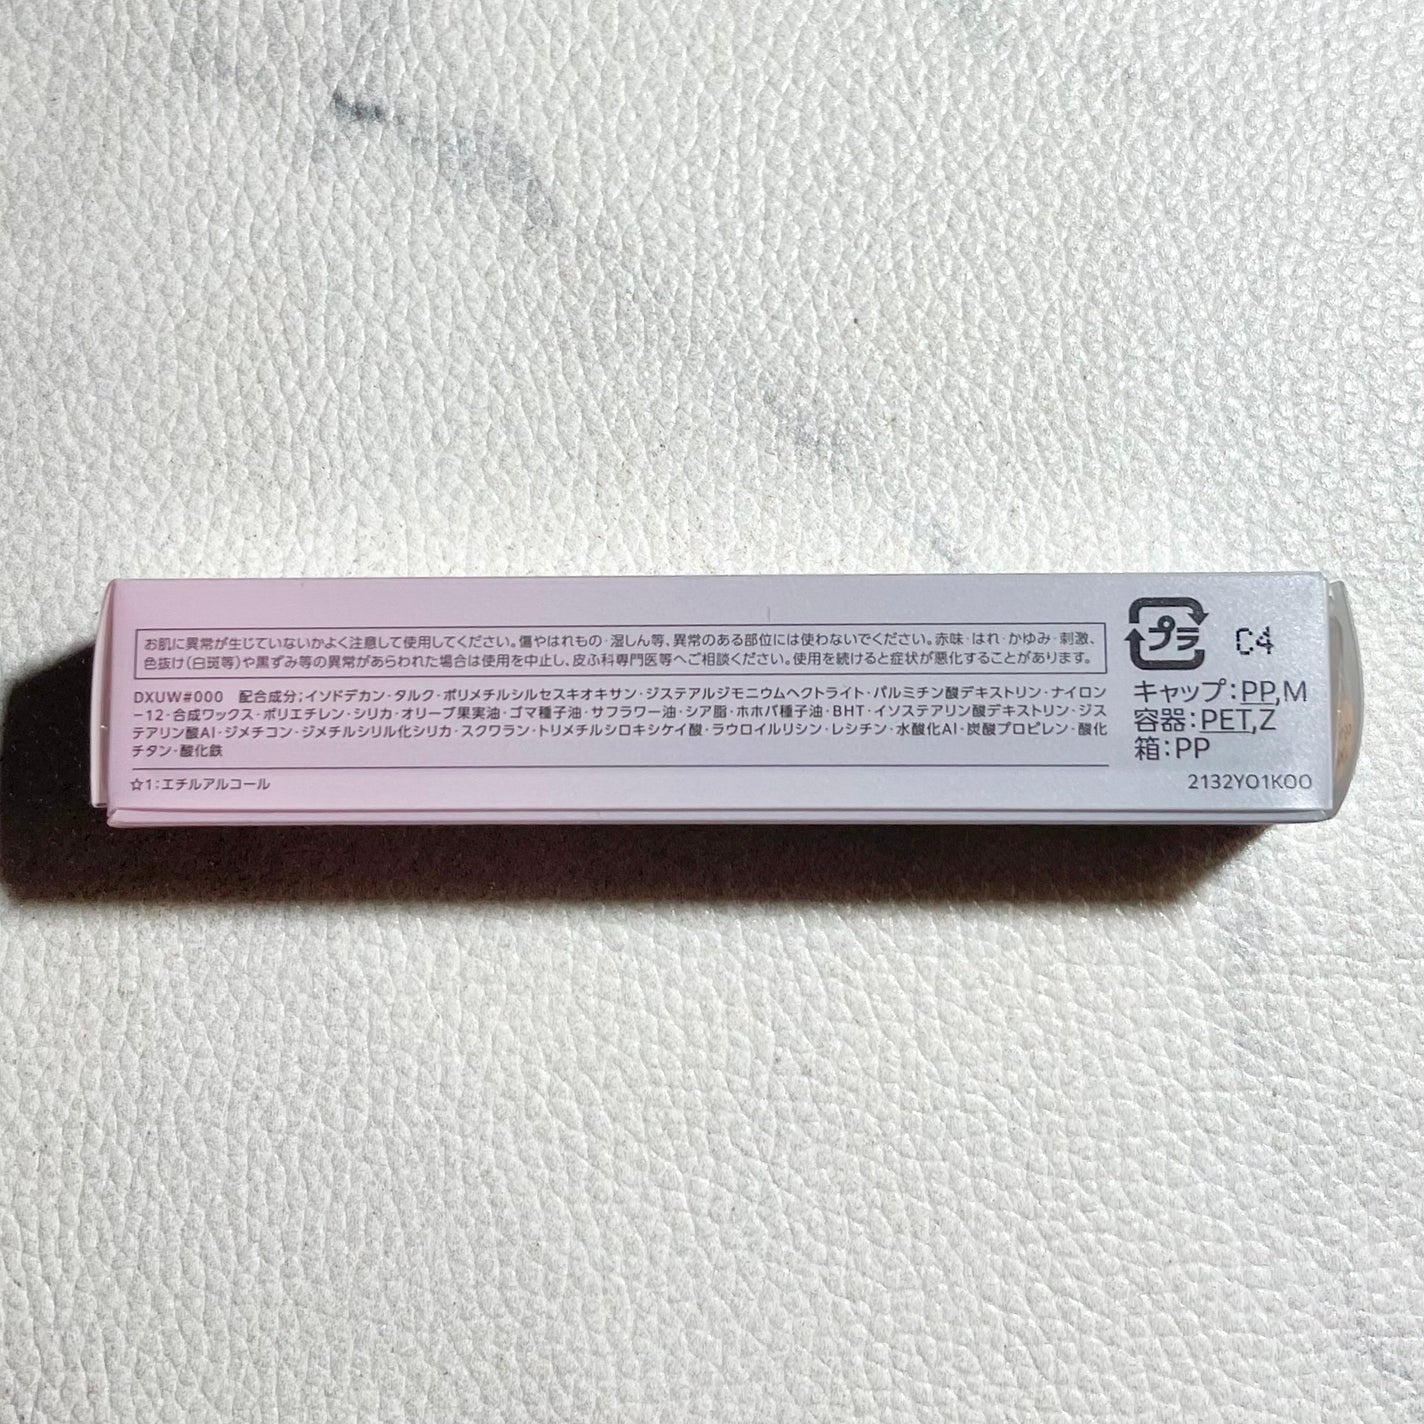 お肌に異常が生じていないかよく注意して使用してください。傷やはれもの・湿しん等、異常のある部位には使わないでください。赤味・はれ・かゆみ・刺激、
色抜け(白斑等)や黒ずみ等の異常があらわれた場合は使用を中止し、皮ふ科専門医等へご相談ください。使用を続けると症状が悪化することがあります。
DXUW#000 配合成分;イソドデカン・タルク・ポリメチルシルセスキオキサン・ジステアルジモニウムヘクトライト・パルミチン酸デキストリン・ナイロン
-12・合成ワックス・ポリエチレン・シリカ・オリーブ果実油・ゴマ種子油・サフラワー油・シア脂・ホホバ種子油・BHT・イソステアリン酸デキストリン・ジス
テアリン酸Al・ジメチコン・ジメチルシリル化シリカ・スクワラン・トリメチルシロキシケイ酸・ラウロイルリシン・レシチン・水酸化Al・炭酸プロピレン・酸化
チタン・酸化鉄
☆1:エチルアルコール
プラ
C4
キャップ:PP,M
容器:PET,Z
箱:PP
2132YO1KOO